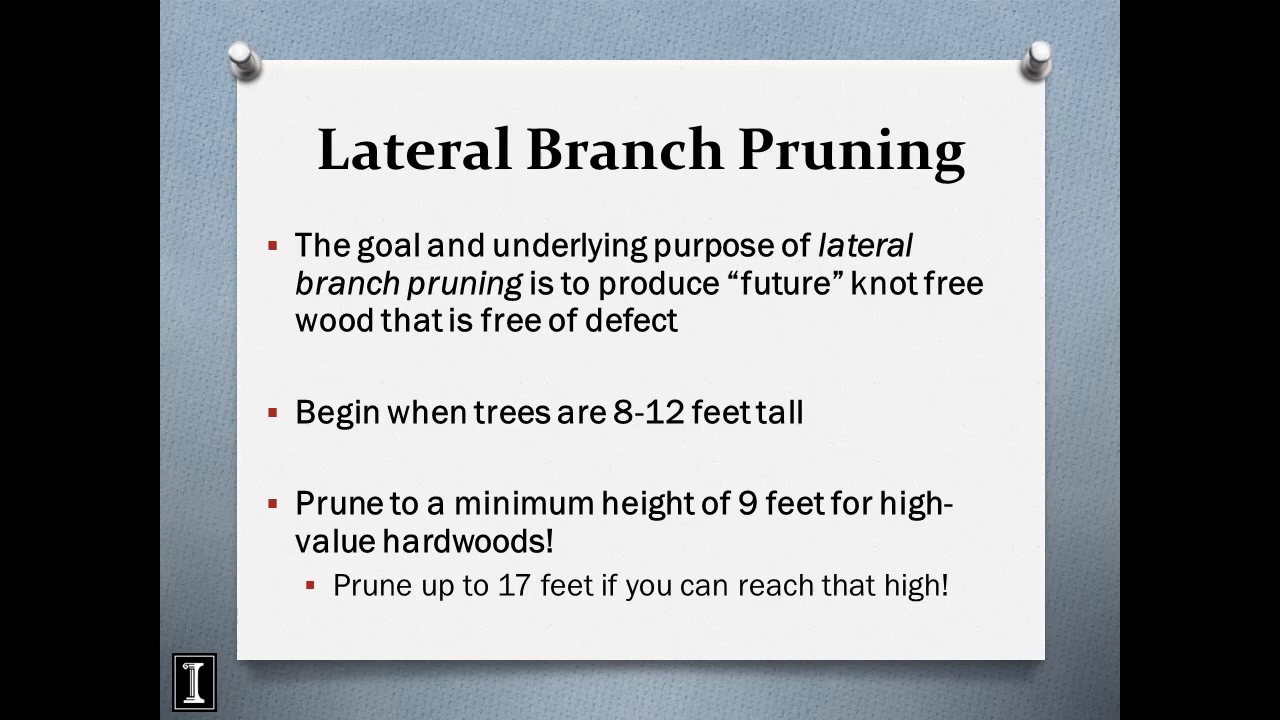 Lateral Branch Pruning
▪ The goal and underlying purpose of lateral
branch pruning is to produce “future” knot free
wood that is free of defect
▪ Begin when trees are 8-12 feet tall
▪ Prune to a minimum height of 9 feet for high-
value hardwoods!
▪ Prune up to 17 feet if you can reach that high!
I